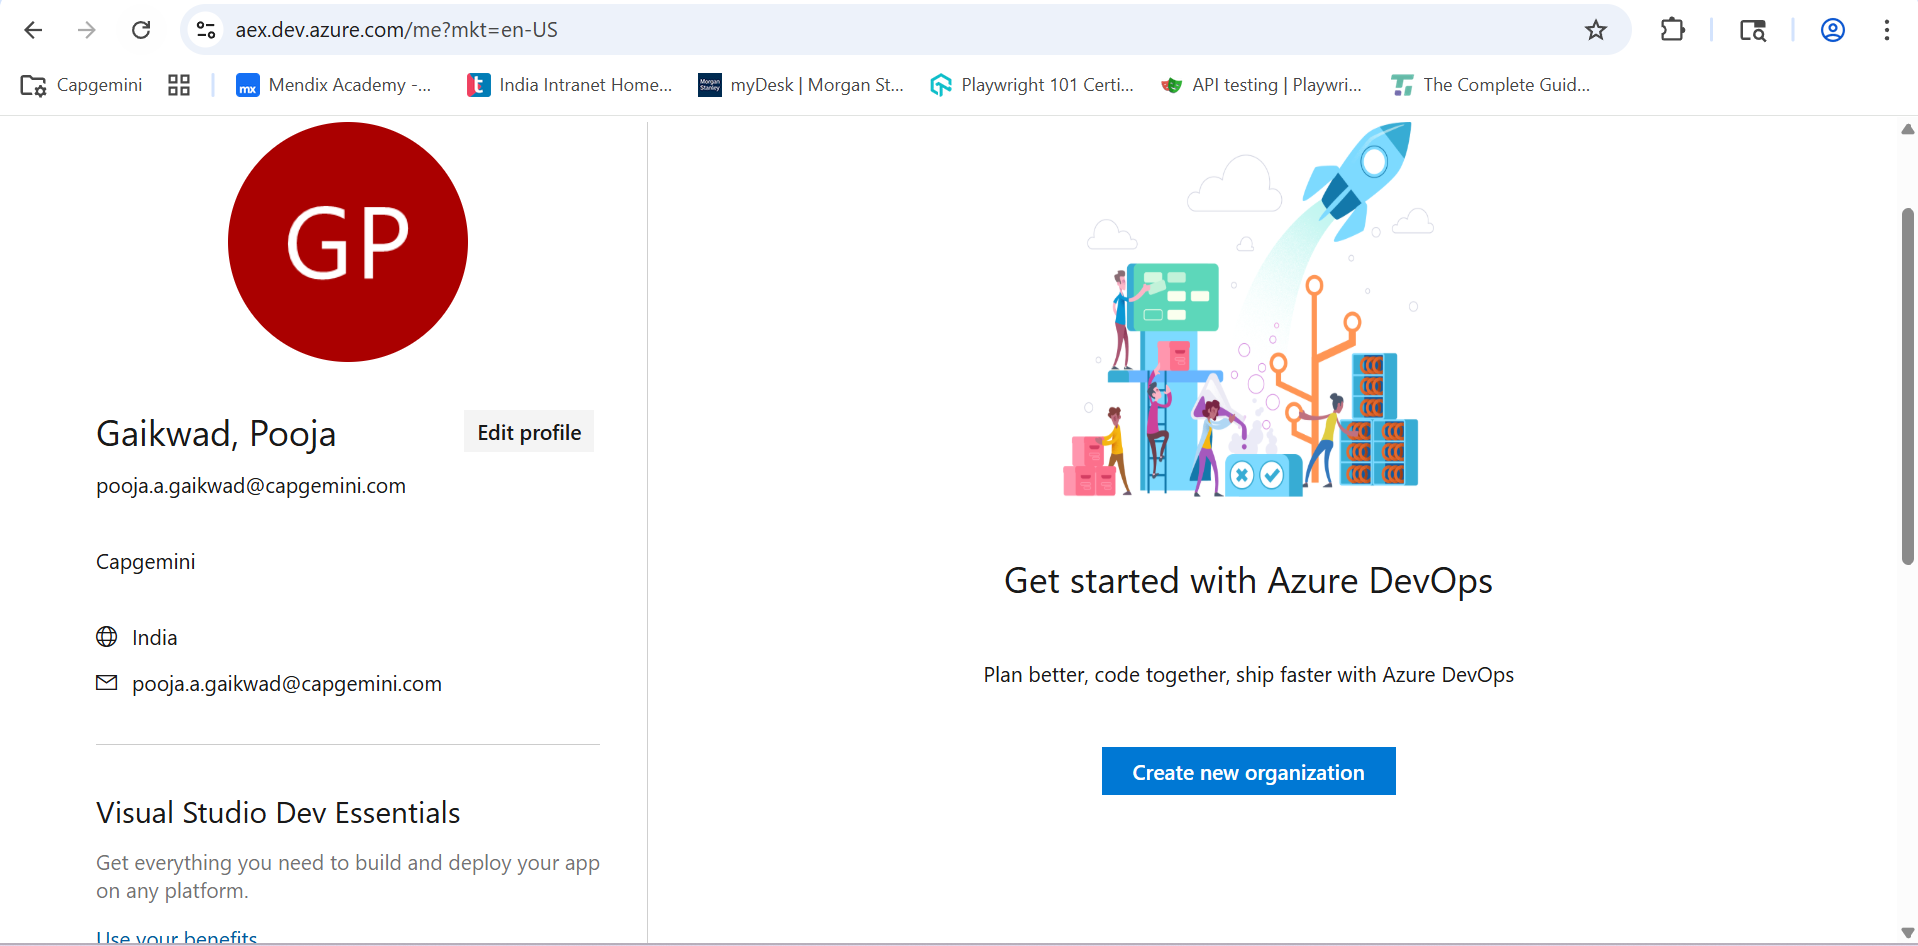 aex.dev.azure.com/me?mkt=en-US
Capgemini
mx Mendix Academy -...
t India Intranet Home...
Morgan Stanley myDesk | Morgan St...
Playwright 101 Certi...
API testing | Playwri...
The Complete Guid...
GP
Gaikwad, Pooja
Edit profile
pooja.a.gaikwad@capgemini.com
Capgemini
India
pooja.a.gaikwad@capgemini.com
Visual Studio Dev Essentials
Get everything you need to build and deploy your app
on any platform.
Use your benefits
Get started with Azure DevOps
Plan better, code together, ship faster with Azure DevOps
Create new organization